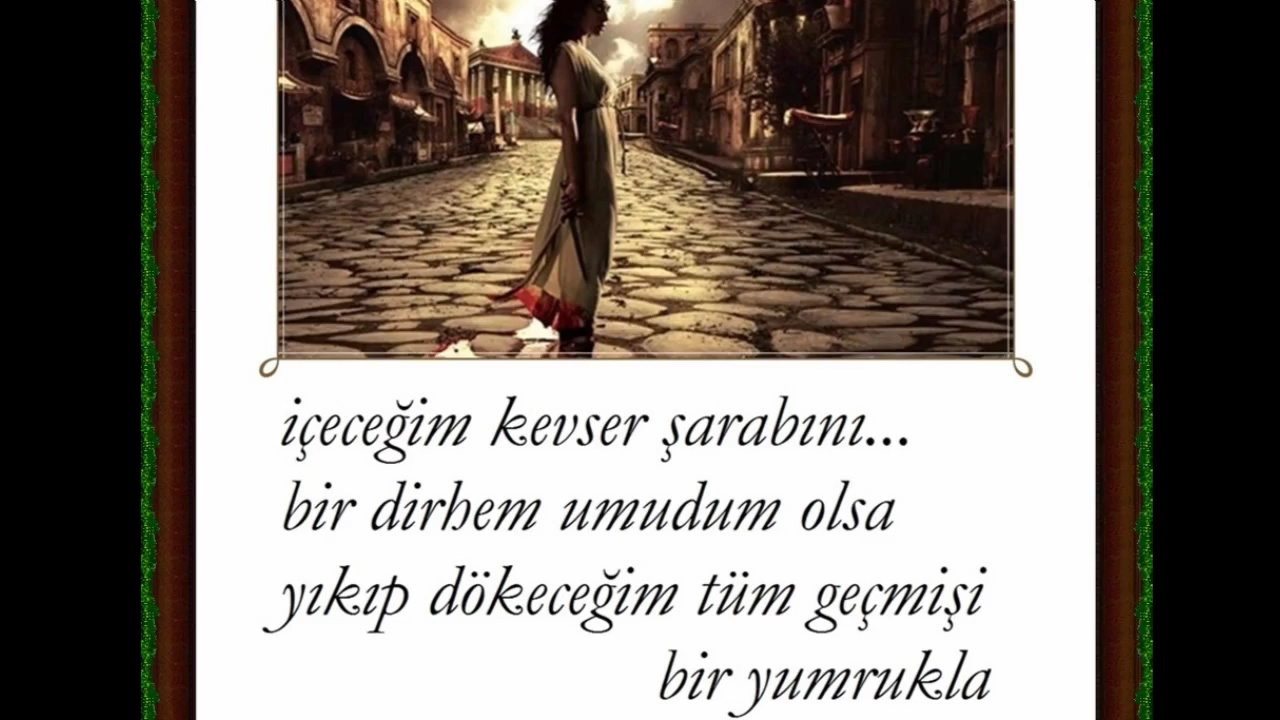 içeceğim kevser şarabını...
bir dirhem umudum olsa
yıkıp dökeceğim tüm geçmişi
bir yumrukla